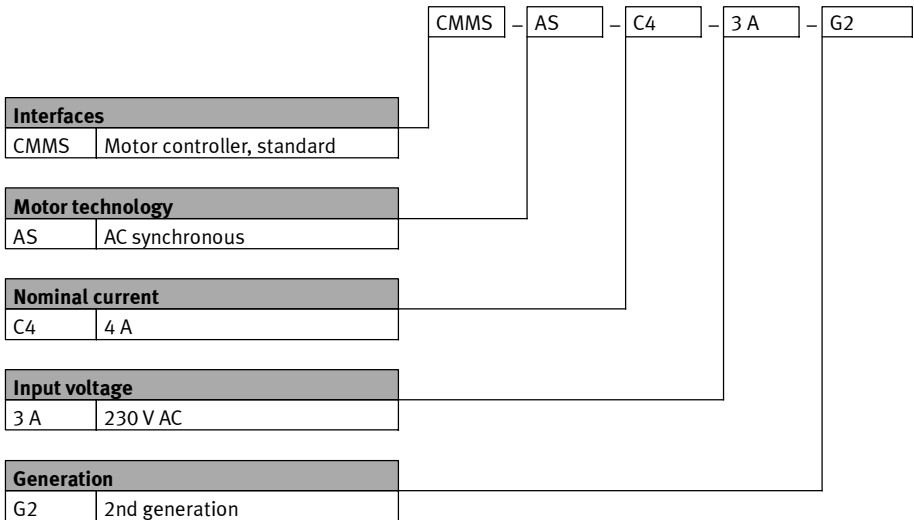 CMMS – AS – C4 – 3 A – G2
Interfaces
CMMS Motor controller, standard
Motor technology
AS AC synchronous
Nominal current
C4 4 A
Input voltage
3 A 230 V AC
Generation
G2 2nd generation